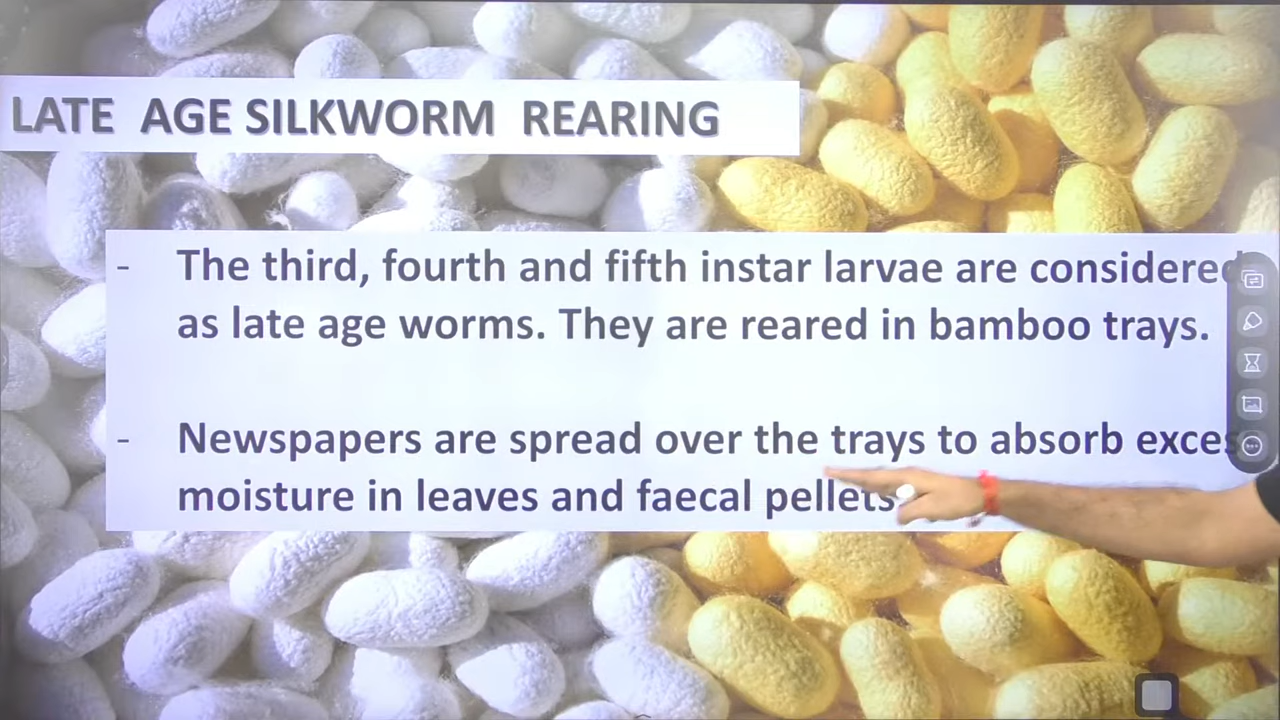 LATE AGE SILKWORM REARING
- The third, fourth and fifth instar larvae are considered
as late age worms. They are reared in bamboo trays.
- Newspapers are spread over the trays to absorb exces
moisture in leaves and faecal pellets